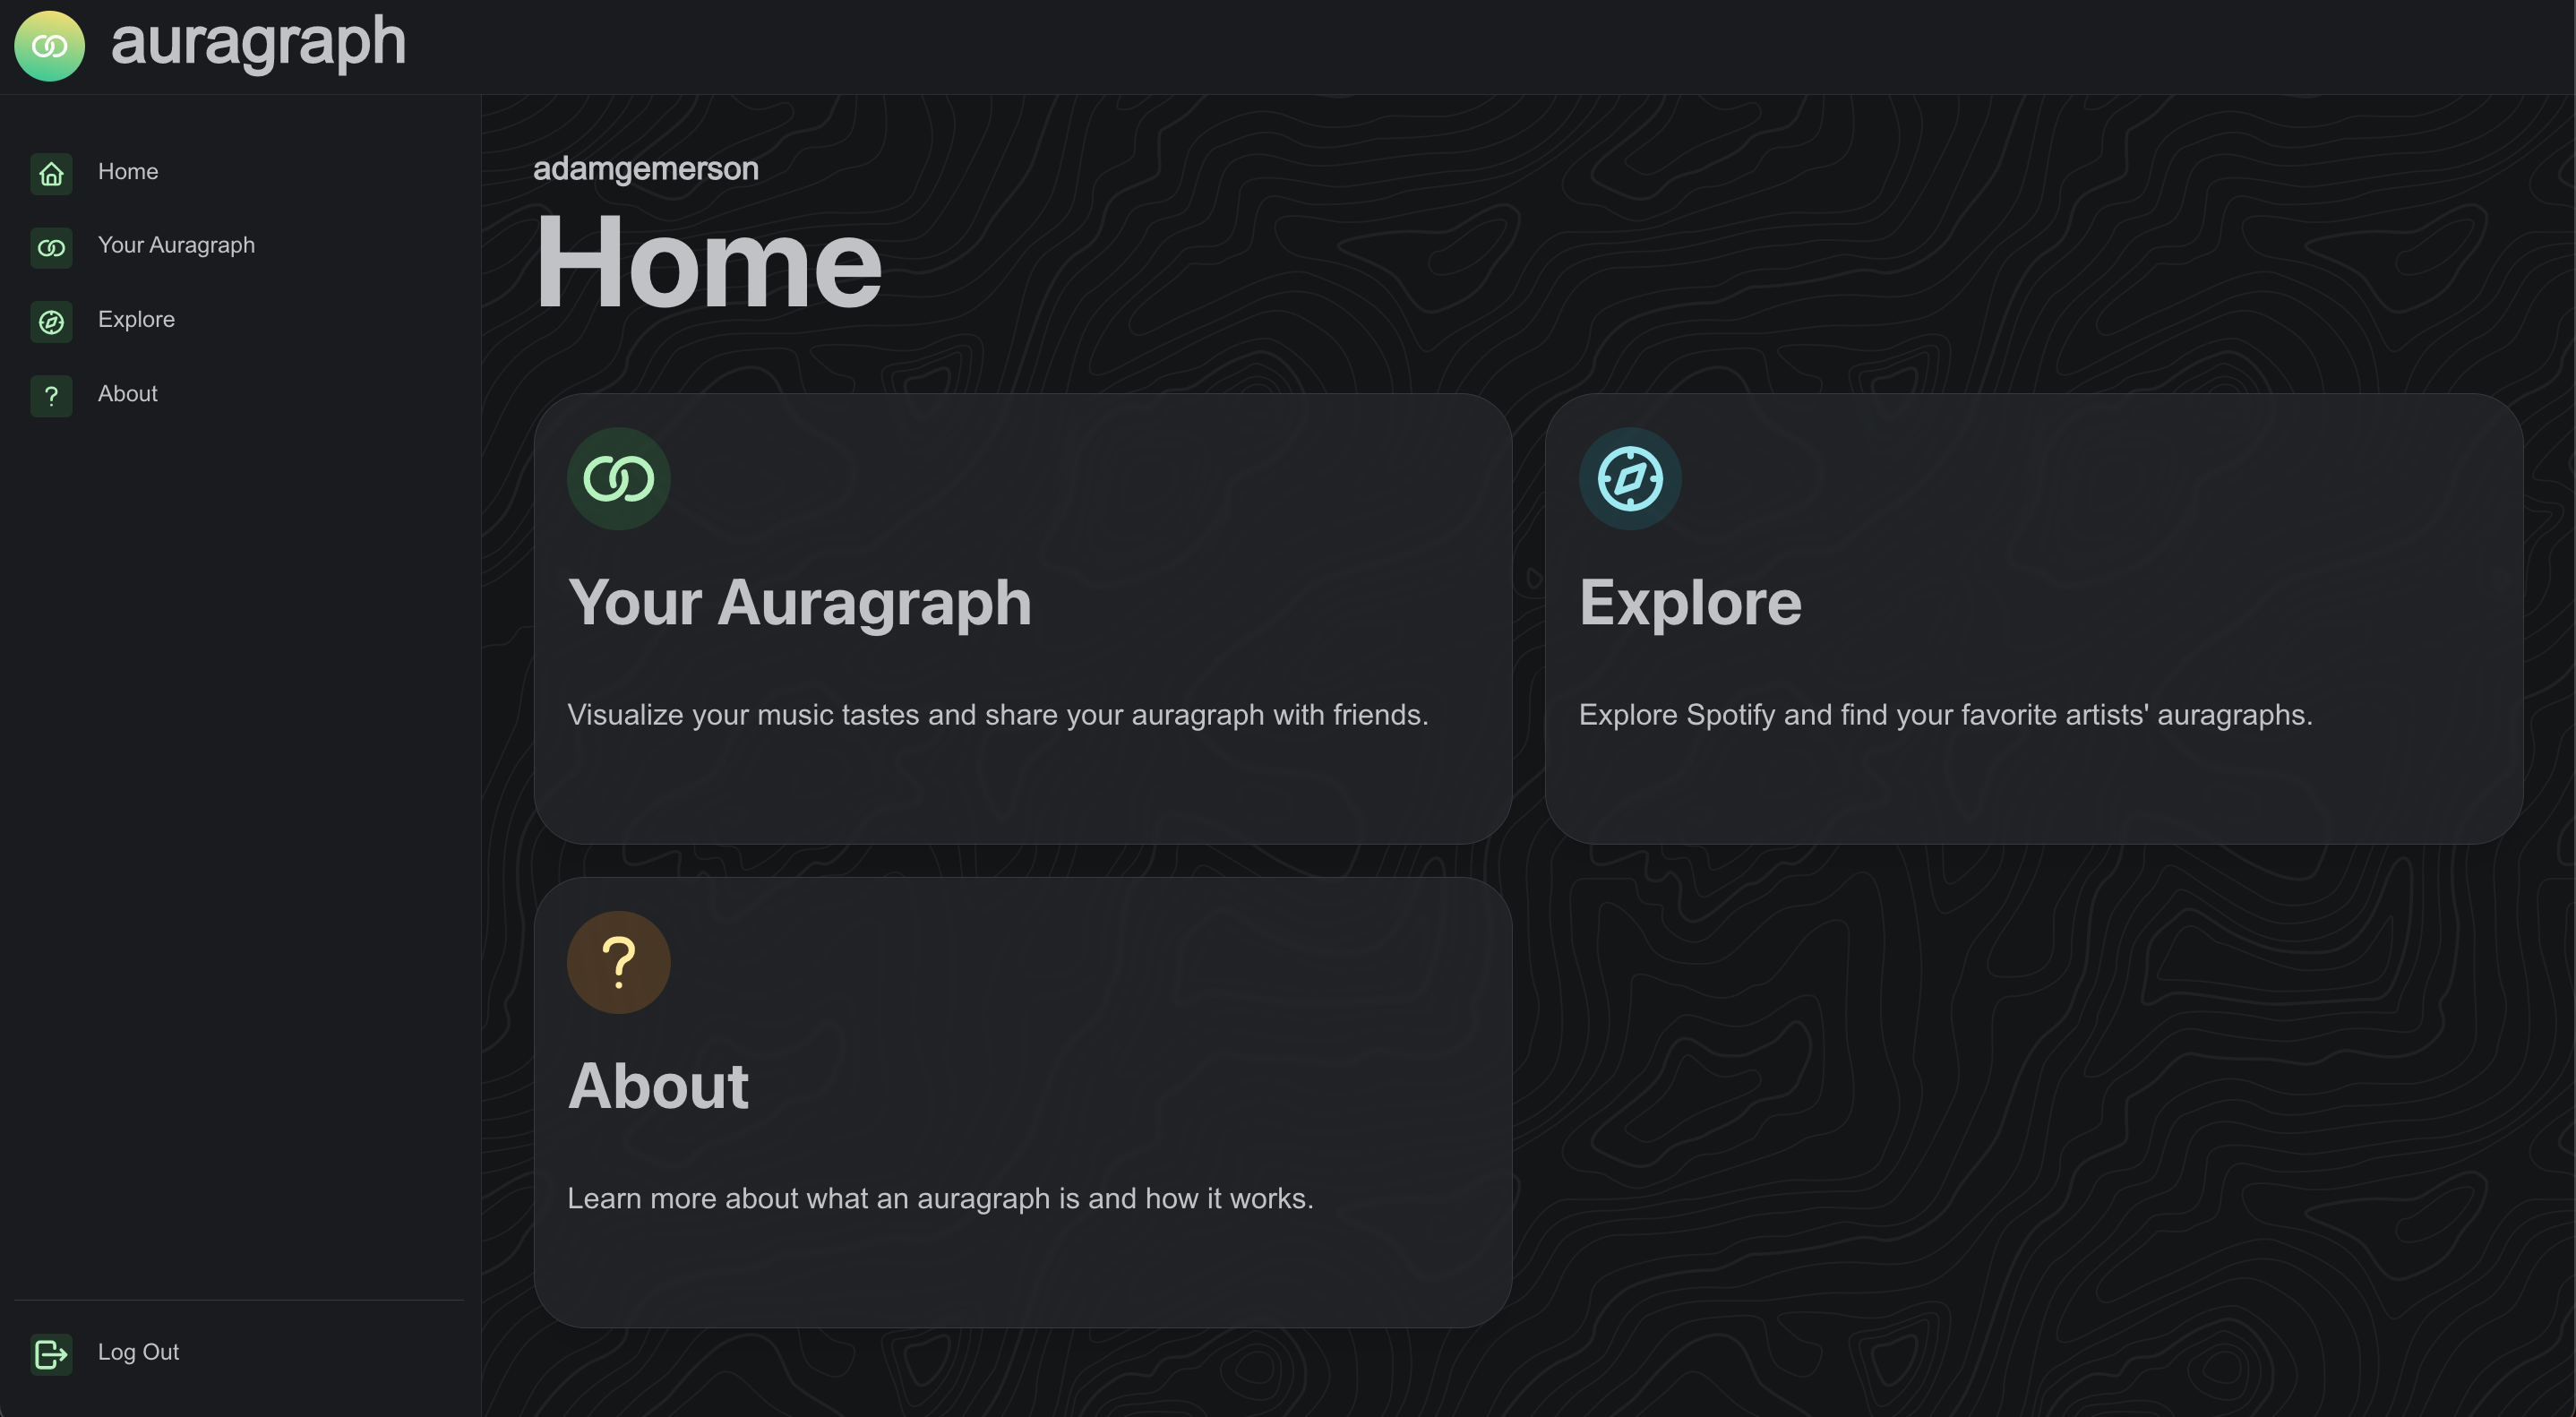 auragraph
Home
Your Auragraph
Explore
? About
Log Out
adamgemerson
Home
Your Auragraph
Visualize your music tastes and share your auragraph with friends.
Explore
Explore Spotify and find your favorite artists' auragraphs.
?
About
Learn more about what an auragraph is and how it works.